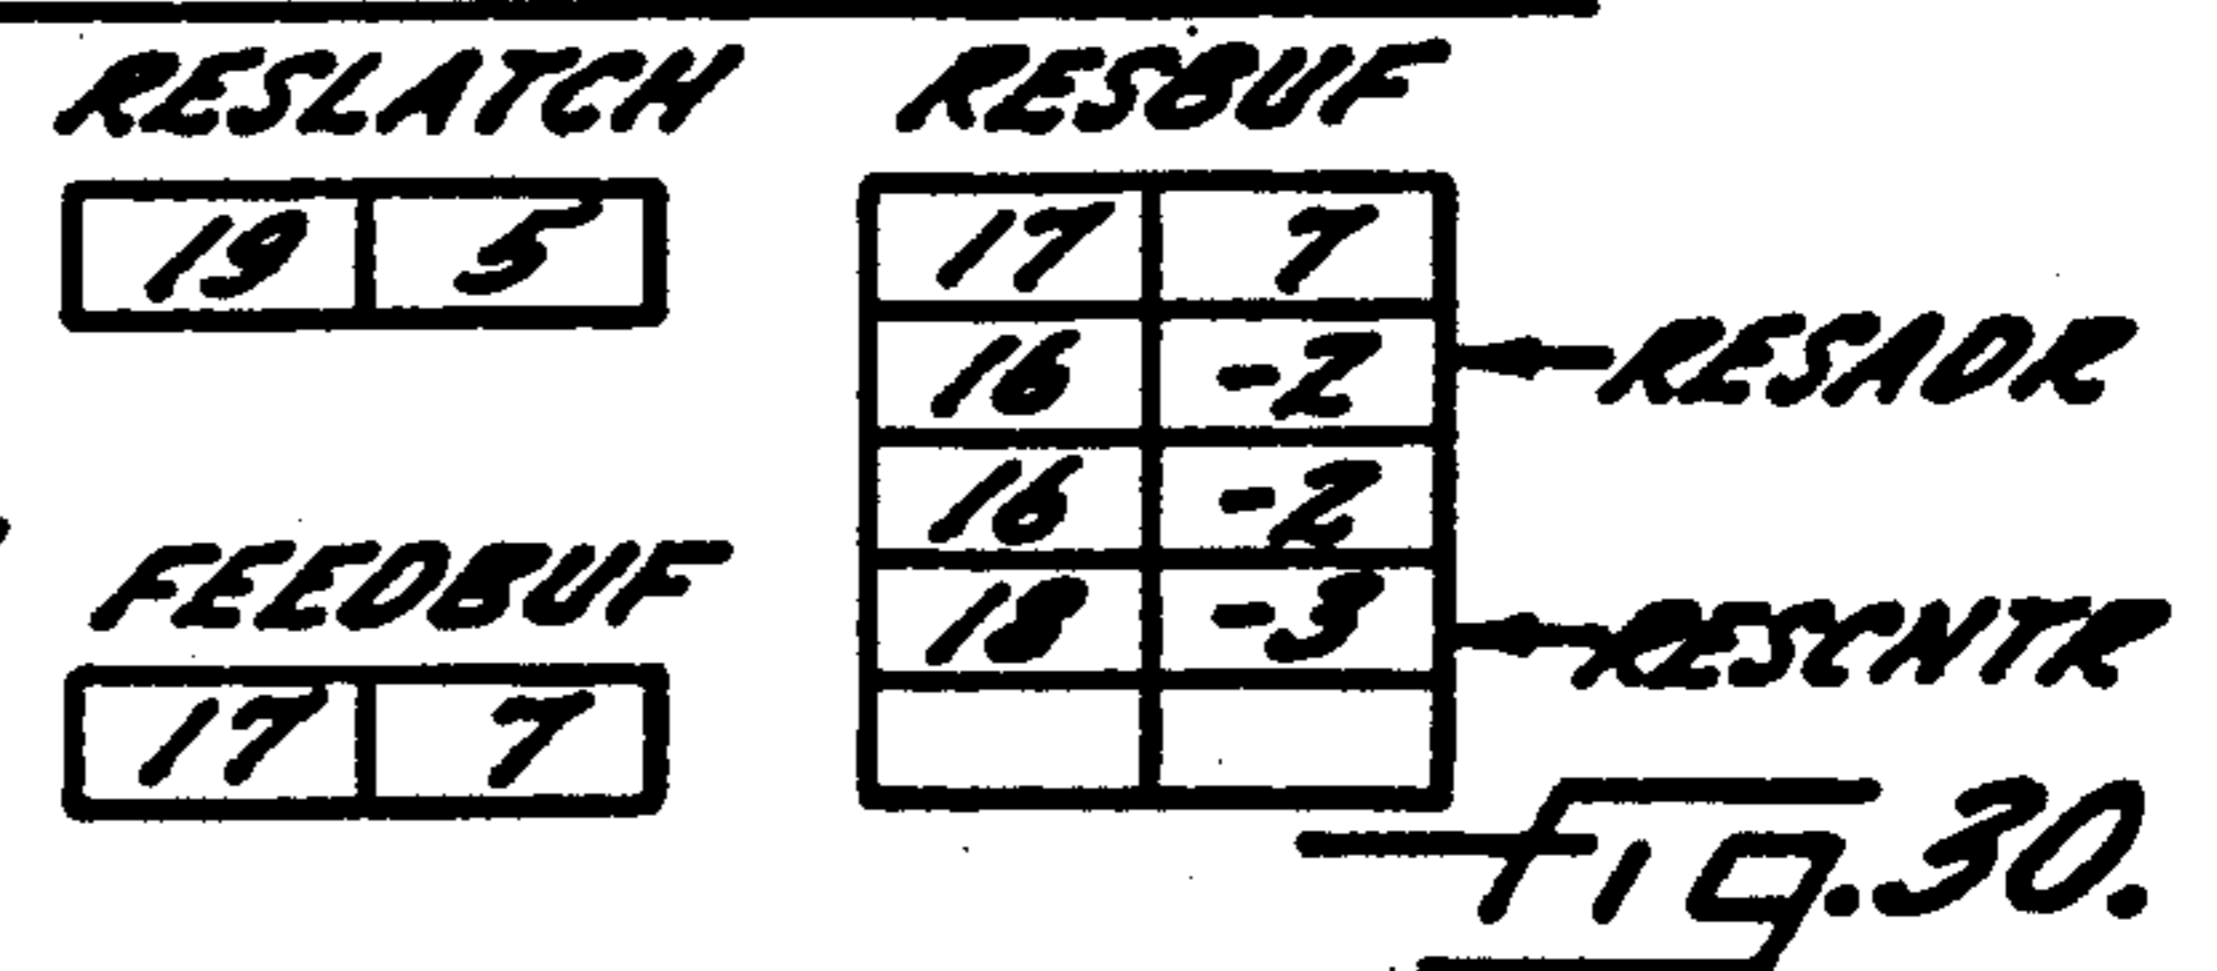 RESLATCH RESBUF
19 5 17 7
16 -2 RESADR
16 -2
FEEDBUF
18 -3 RESCNTR
17 7
Fig. 30.